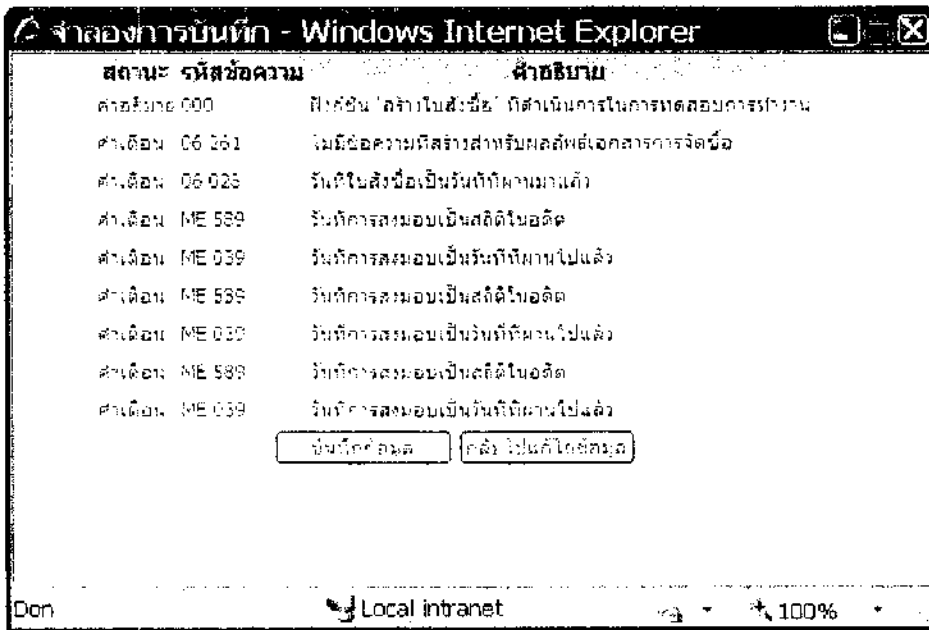 จำลองการบันทึก - Windows Internet Explorer
สถานะ รหัสข้อความ คำอธิบาย
คำอธิบาย 000 ฟังก์ชัน 'สร้างใบสั่งซื้อ' ที่ดำเนินการในการทดสอบการทำงาน
คำเตือน 06 261 ไม่มีข้อความที่สร้างสำหรับผลลัพธ์เอกสารการจัดซื้อ
คำเตือน 06 023 วันที่ใบสั่งซื้อเป็นวันที่ที่ผ่านมาแล้ว
คำเตือน ME 589 วันที่การส่งมอบเป็นสถิติในอดีต
คำเตือน ME 039 วันที่การส่งมอบเป็นวันที่ที่ผ่านไปแล้ว
คำเตือน ME 589 วันที่การส่งมอบเป็นสถิติในอดีต
คำเตือน ME 039 วันที่การส่งมอบเป็นวันที่ที่ผ่านไปแล้ว
คำเตือน ME 589 วันที่การส่งมอบเป็นสถิติในอดีต
คำเตือน ME 039 วันที่การส่งมอบเป็นวันที่ที่ผ่านไปแล้ว
บันทึกข้อมูล กลับไปแก้ไขข้อมูล
Don Local intranet 100%